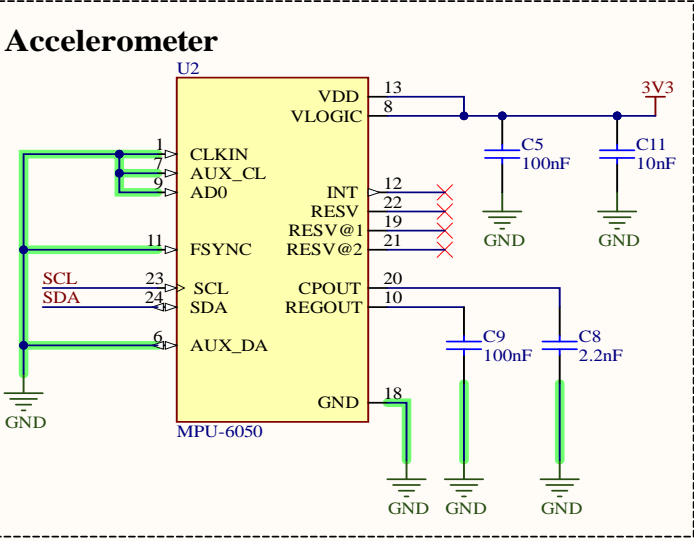 Accelerometer
U2
VDD 13
VLOGIC 8
3V3
1 CLKIN
7 AUX_CL
9 AD0
C5
100nF
C11
10nF
INT 12
RESV 22
RESV@1 19
RESV@2 21
GND
GND
11 FSYNC
SCL 23 SCL
SDA 24 SDA
CPOUT 20
REGOUT 10
6 AUX_DA
C9
100nF
C8
2.2nF
GND
GND 18
MPU-6050
GND
GND
GND